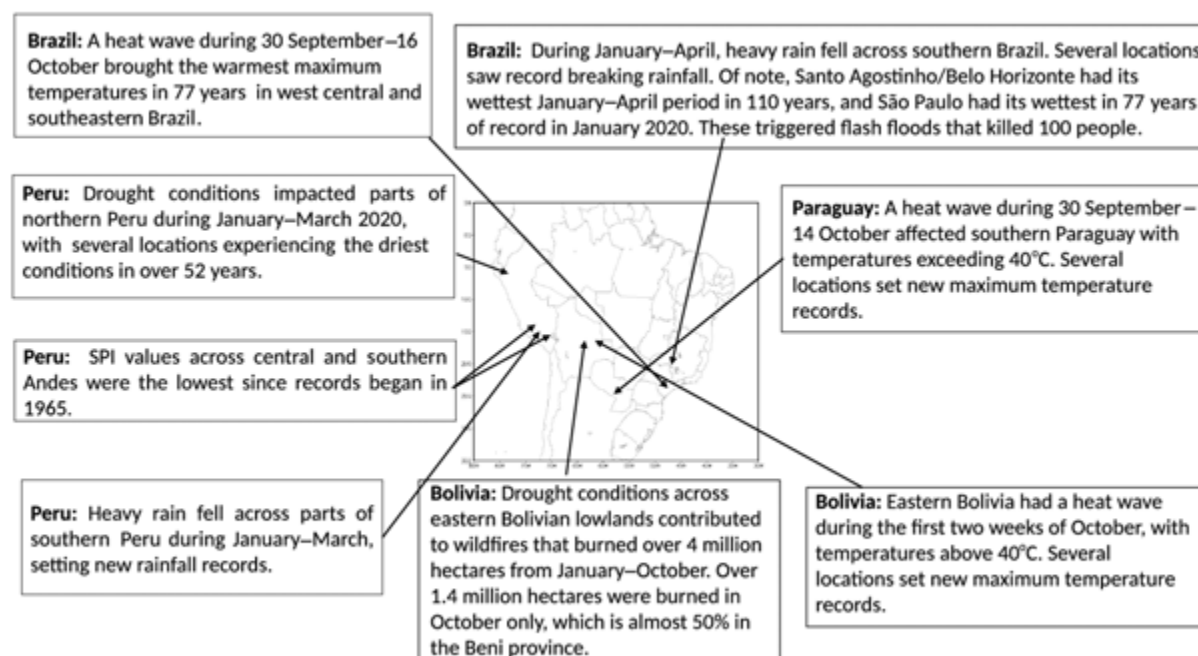 Brazil: A heat wave during 30 September–16
October brought the warmest maximum
temperatures in 77 years in west central and
southeastern Brazil.
Brazil: During January–April, heavy rain fell across southern Brazil. Several locations
saw record breaking rainfall. Of note, Santo Agostinho/Belo Horizonte had its
wettest January–April period in 110 years, and São Paulo had its wettest in 77 years
of record in January 2020. These triggered flash floods that killed 100 people.
Peru: Drought conditions impacted parts of
northern Peru during January–March 2020,
with several locations experiencing the driest
conditions in over 52 years.
Paraguay: A heat wave during 30 September–
14 October affected southern Paraguay with
temperatures exceeding 40°C. Several
locations set new maximum temperature
records.
Peru: SPI values across central and southern
Andes were the lowest since records began in
1965.
Peru: Heavy rain fell across parts of
southern Peru during January–March,
setting new rainfall records.
Bolivia: Drought conditions across
eastern Bolivian lowlands contributed
to wildfires that burned over 4 million
hectares from January–October. Over
1.4 million hectares were burned in
October only, which is almost 50% in
the Beni province.
Bolivia: Eastern Bolivia had a heat wave
during the first two weeks of October, with
temperatures above 40°C. Several
locations set new maximum temperature
records.